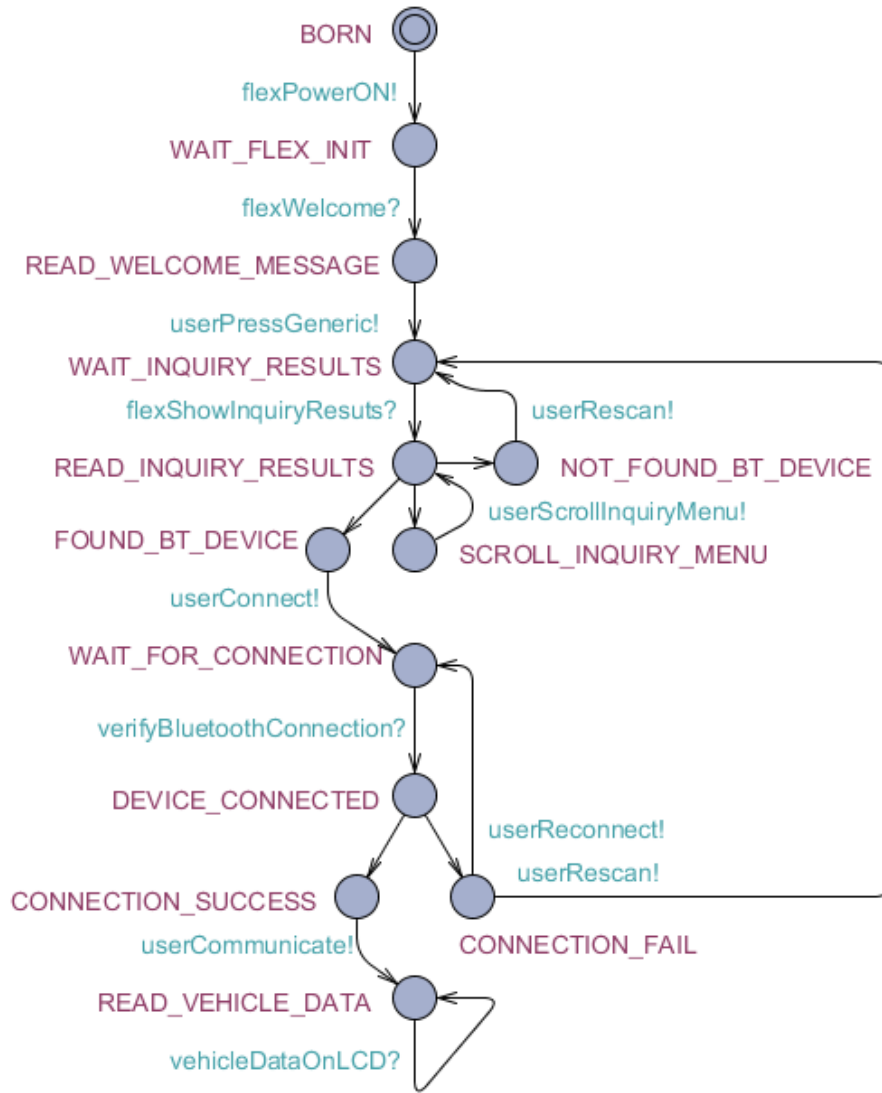 BORN
flexPowerON!
WAIT_FLEX_INIT
flexWelcome?
READ_WELCOME_MESSAGE
userPressGeneric!
WAIT_INQUIRY_RESULTS
flexShowInquiryResuts?
userRescan!
READ_INQUIRY_RESULTS
NOT_FOUND_BT_DEVICE
userScrollInquiryMenu!
FOUND_BT_DEVICE
SCROLL_INQUIRY_MENU
userConnect!
WAIT_FOR_CONNECTION
verifyBluetoothConnection?
DEVICE_CONNECTED
userReconnect!
userRescan!
CONNECTION_SUCCESS
userCommunicate!
CONNECTION_FAIL
READ_VEHICLE_DATA
vehicleDataOnLCD?